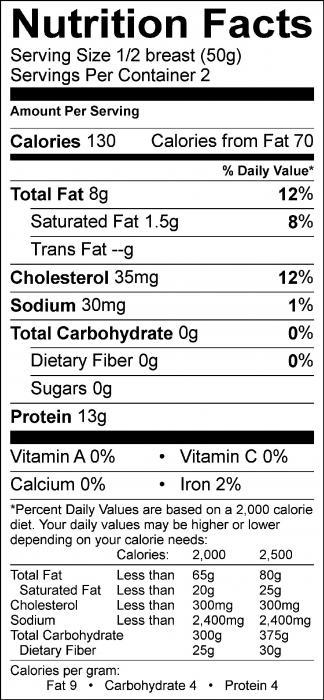 Nutrition Facts
Serving Size 1/2 breast (50g)
Servings Per Container 2
Amount Per Serving
Calories 130 Calories from Fat 70
% Daily Value*
Total Fat 8g 12%
Saturated Fat 1.5g 8%
Trans Fat --g
Cholesterol 35mg 12%
Sodium 30mg 1%
Total Carbohydrate 0g 0%
Dietary Fiber 0g 0%
Sugars 0g
Protein 13g
Vitamin A 0% • Vitamin C 0%
Calcium 0% • Iron 2%
*Percent Daily Values are based on a 2,000 calorie
diet. Your daily values may be higher or lower
depending on your calorie needs:
Calories: 2,000 2,500
Total Fat Less than 65g 80g
Saturated Fat Less than 20g 25g
Cholesterol Less than 300mg 300mg
Sodium Less than 2,400mg 2,400mg
Total Carbohydrate 300g 375g
Dietary Fiber 25g 30g
Calories per gram:
Fat 9 • Carbohydrate 4 • Protein 4